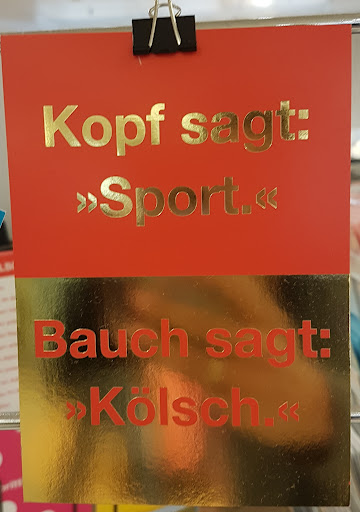 Kopf sagt:
»Sport.«
Bauch sagt:
»Kölsch.«